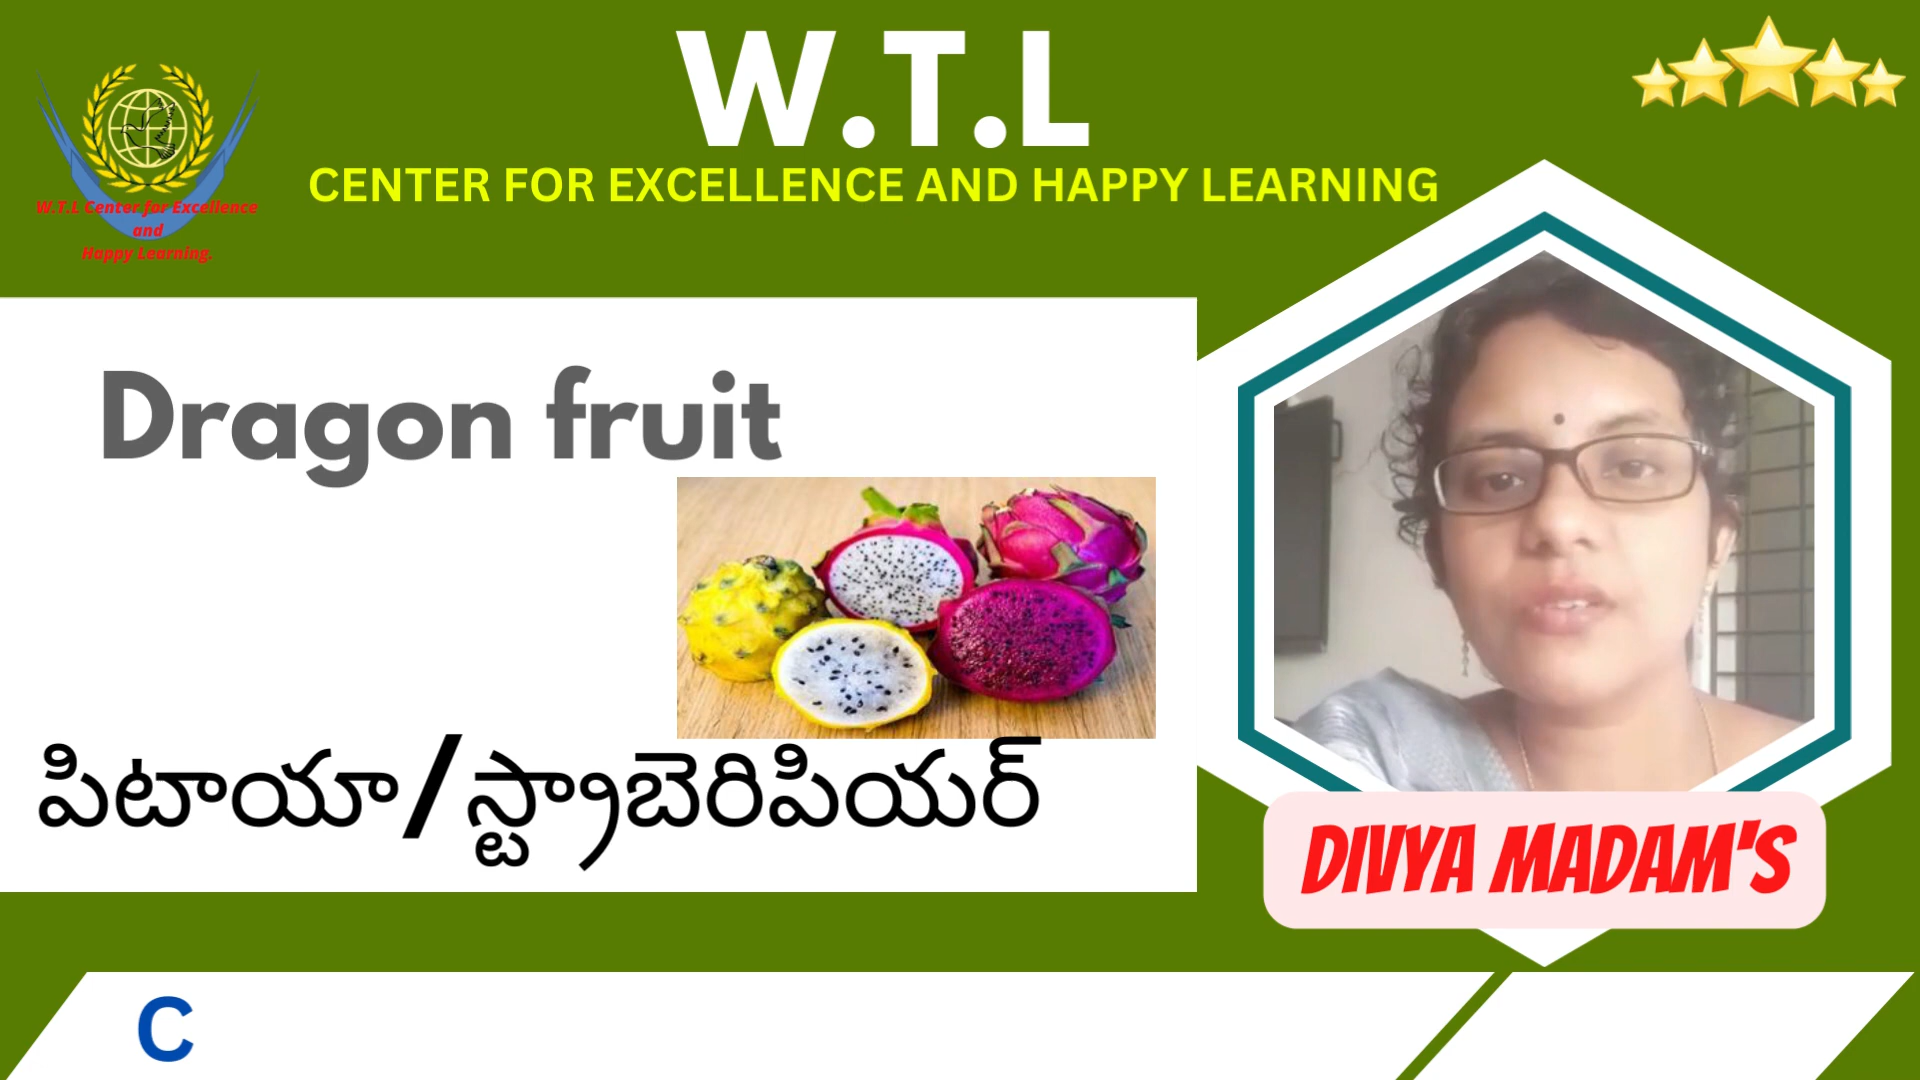 W.T.L
CENTER FOR EXCELLENCE AND HAPPY LEARNING
W.T.L Center for Excellence
and
Happy Learning.
Dragon fruit
పిటాయా/స్ట్రాబెరిపియర్
DIVYA MADAM'S
C